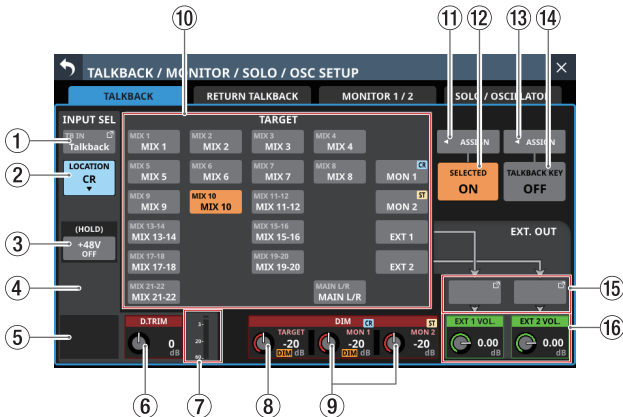 ⑩ ⑪ ⑫ ⑬ ⑭
TALKBACK / MONITOR / SOLO / OSC SETUP
TALKBACK RETURN TALKBACK MONITOR 1 / 2 SOLO / OSCILLATOR
INPUT SEL TARGET
① TB IN
Talkback
② LOCATION
CR
(HOLD)
③ +48V
OFF
④
⑤
MIX 1 MIX 2 MIX 3 MIX 4
MIX 1 MIX 2 MIX 3 MIX 4
MIX 5 MIX 6 MIX 7 MIX 8 CR
MIX 5 MIX 6 MIX 7 MIX 8 MON 1
MIX 9 MIX 10 MIX 11-12 ST
MIX 9 MIX 10 MIX 11-12 MON 2
MIX 13-14 MIX 15-16
MIX 13-14 MIX 15-16 EXT 1
MIX 17-18 MIX 19-20
MIX 17-18 MIX 19-20 EXT 2
MIX 21-22 MAIN L/R
MIX 21-22 MAIN L/R
ASSIGN ASSIGN
SELECTED TALKBACK KEY
ON OFF
EXT. OUT
⑮
D.TRIM
0
dB
3-
20-
60-
DIM CR ST
TARGET MON 1 MON 2
-20 -20 -20
DIM dB DIM dB dB
EXT 1 VOL. EXT 2 VOL.
0.00 0.00
dB dB
⑯
⑥ ⑦ ⑧ ⑨